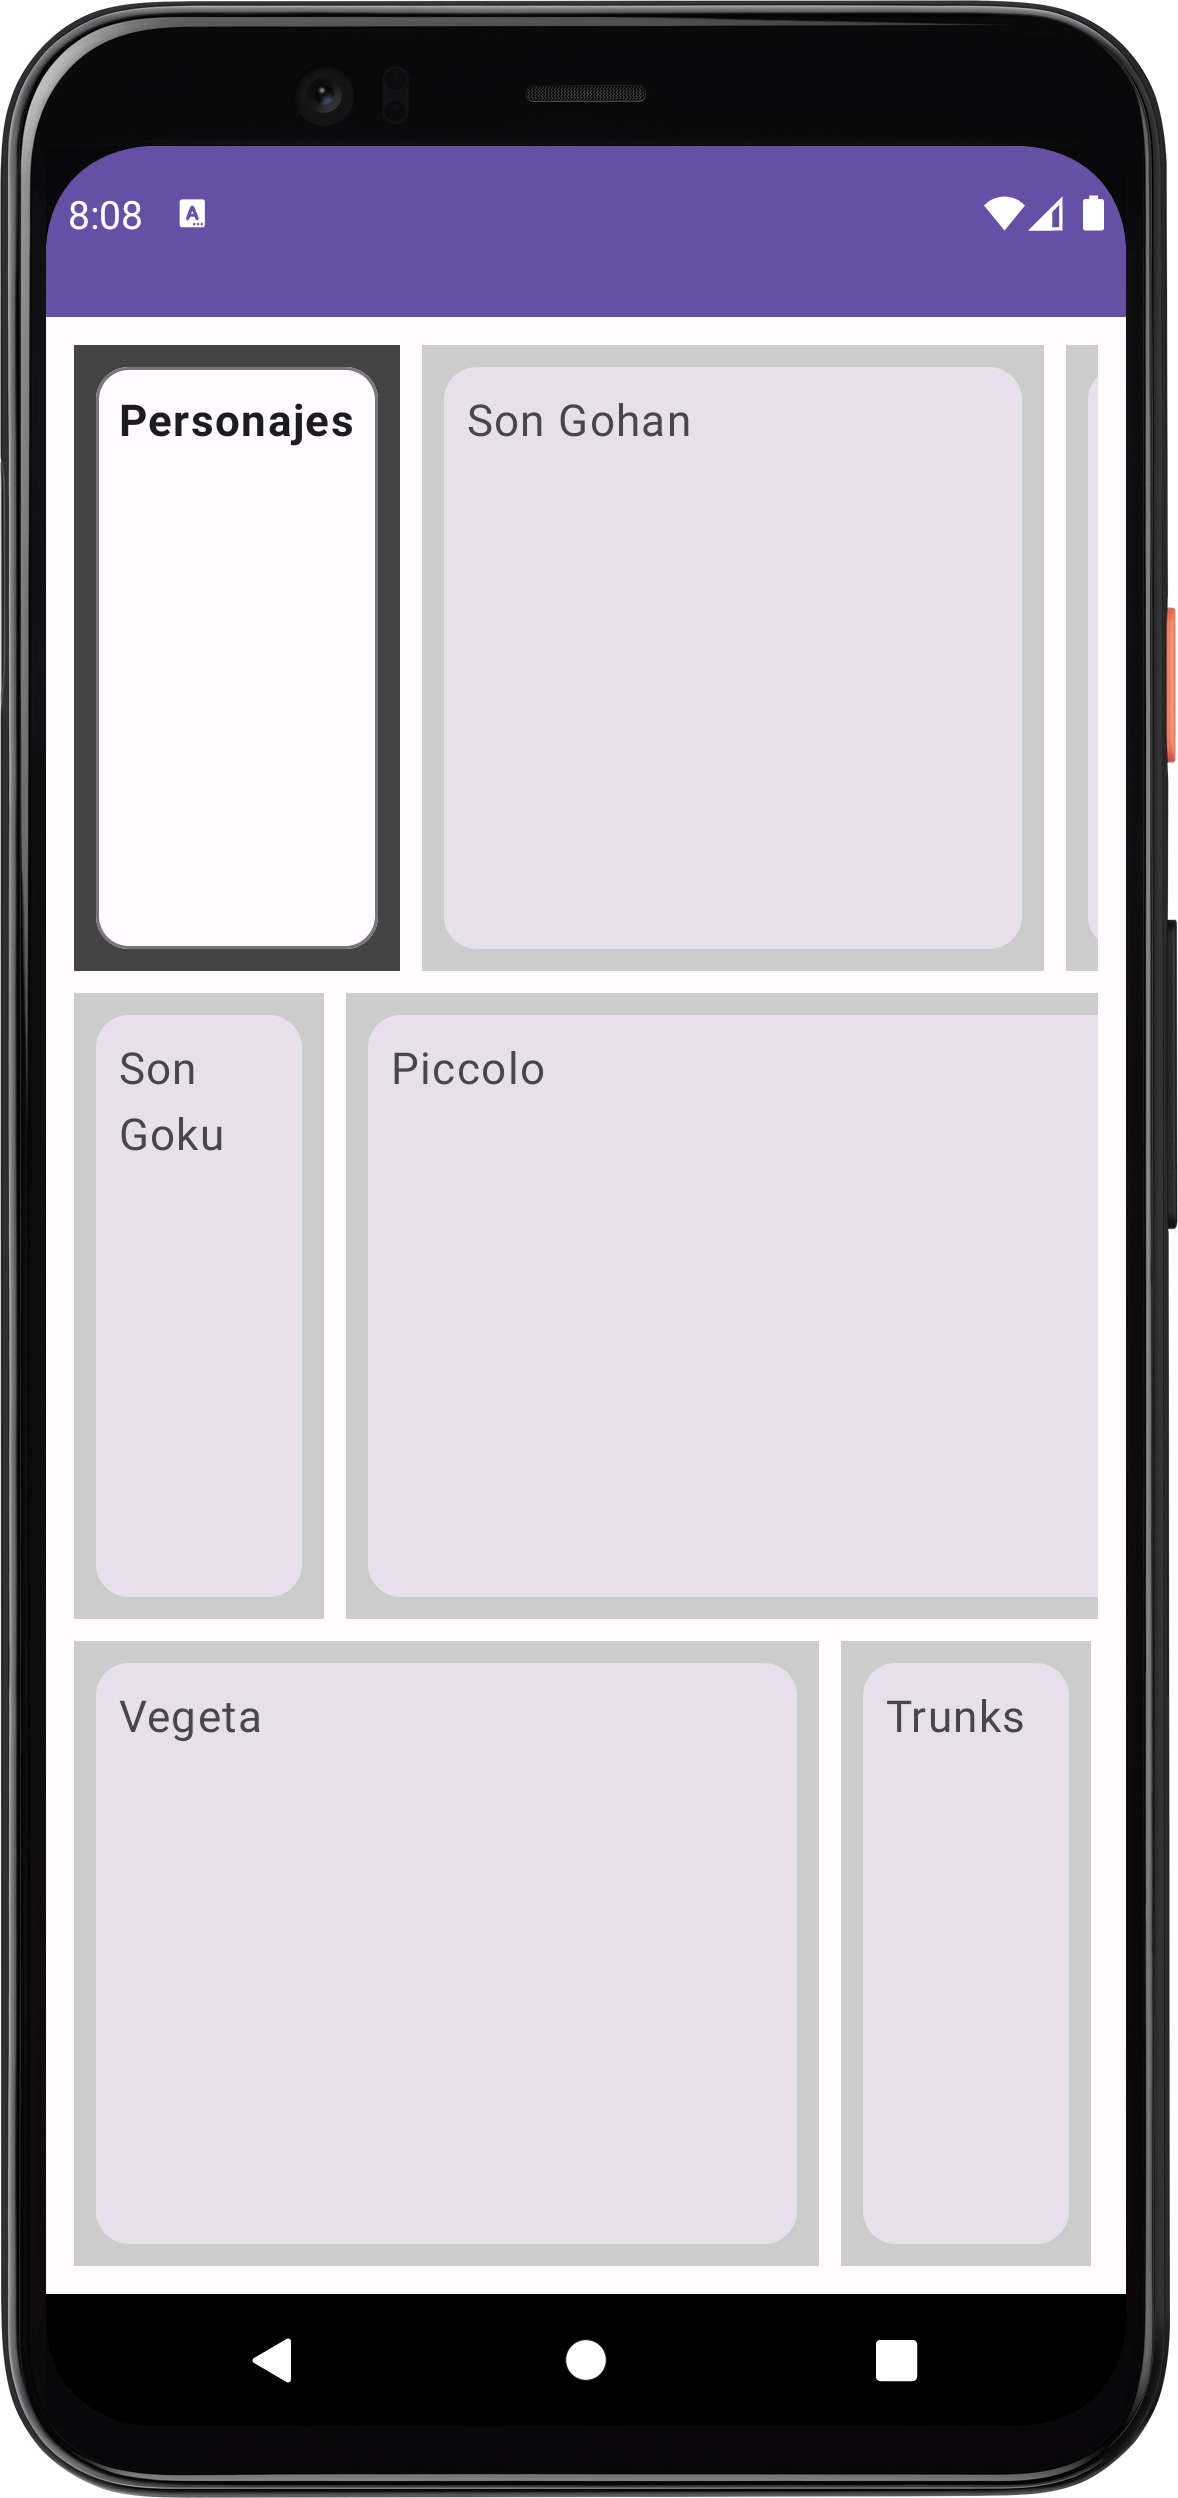 8:08
A
Personajes
Son Gohan
Son
Goku
Piccolo
Vegeta
Trunks